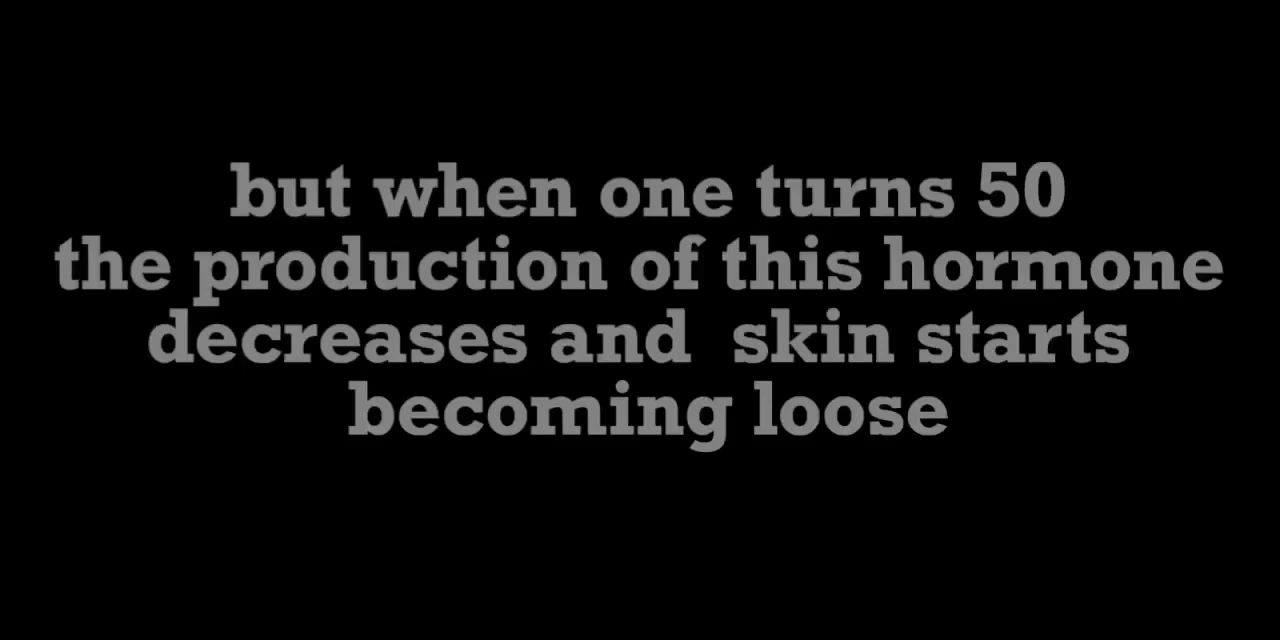 but when one turns 50
the production of this hormone
decreases and  skin starts
becoming loose